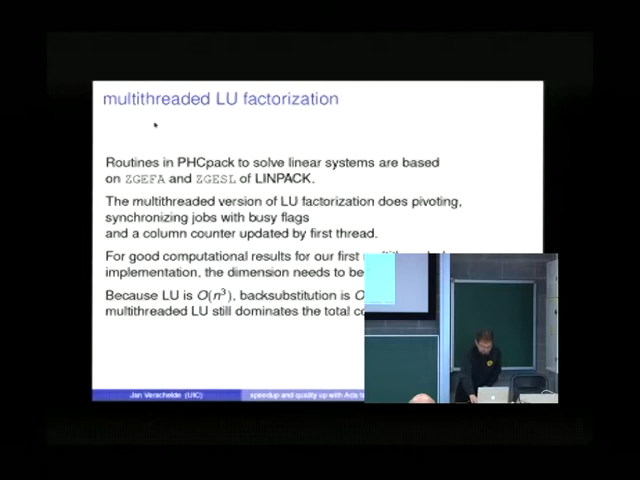 multithreaded LU factorization
Routines in PHCpack to solve linear systems are based
on ZGEFA and ZGESL of LINPACK.
The multithreaded version of LU factorization does pivoting,
synchronizing jobs with busy flags
and a column counter updated by first thread.
For good computational results for our first
implementation, the dimension needs to be
Because LU is O(n³), backsubstitution is
multithreaded LU still dominates the total
Jan Verschelde (UIC)
speedup and quality up with Ada